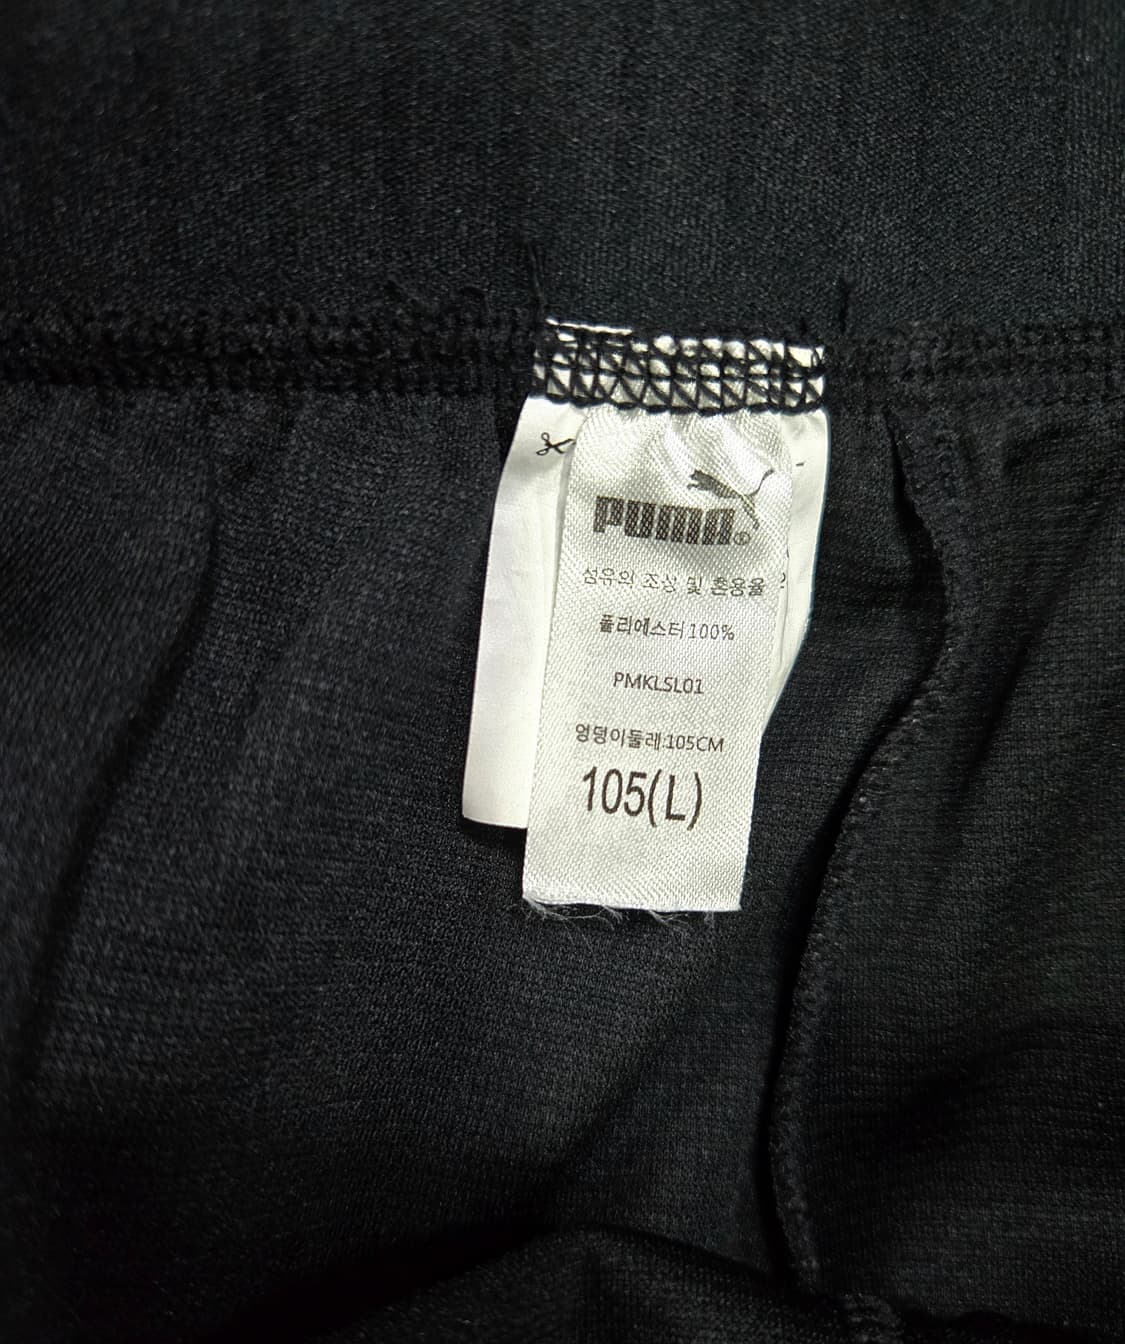 PUMA®
섬유의 조성 및 혼용율
폴리에스터 100%
PMKLSL01
엉덩이둘레:105CM
105(L)